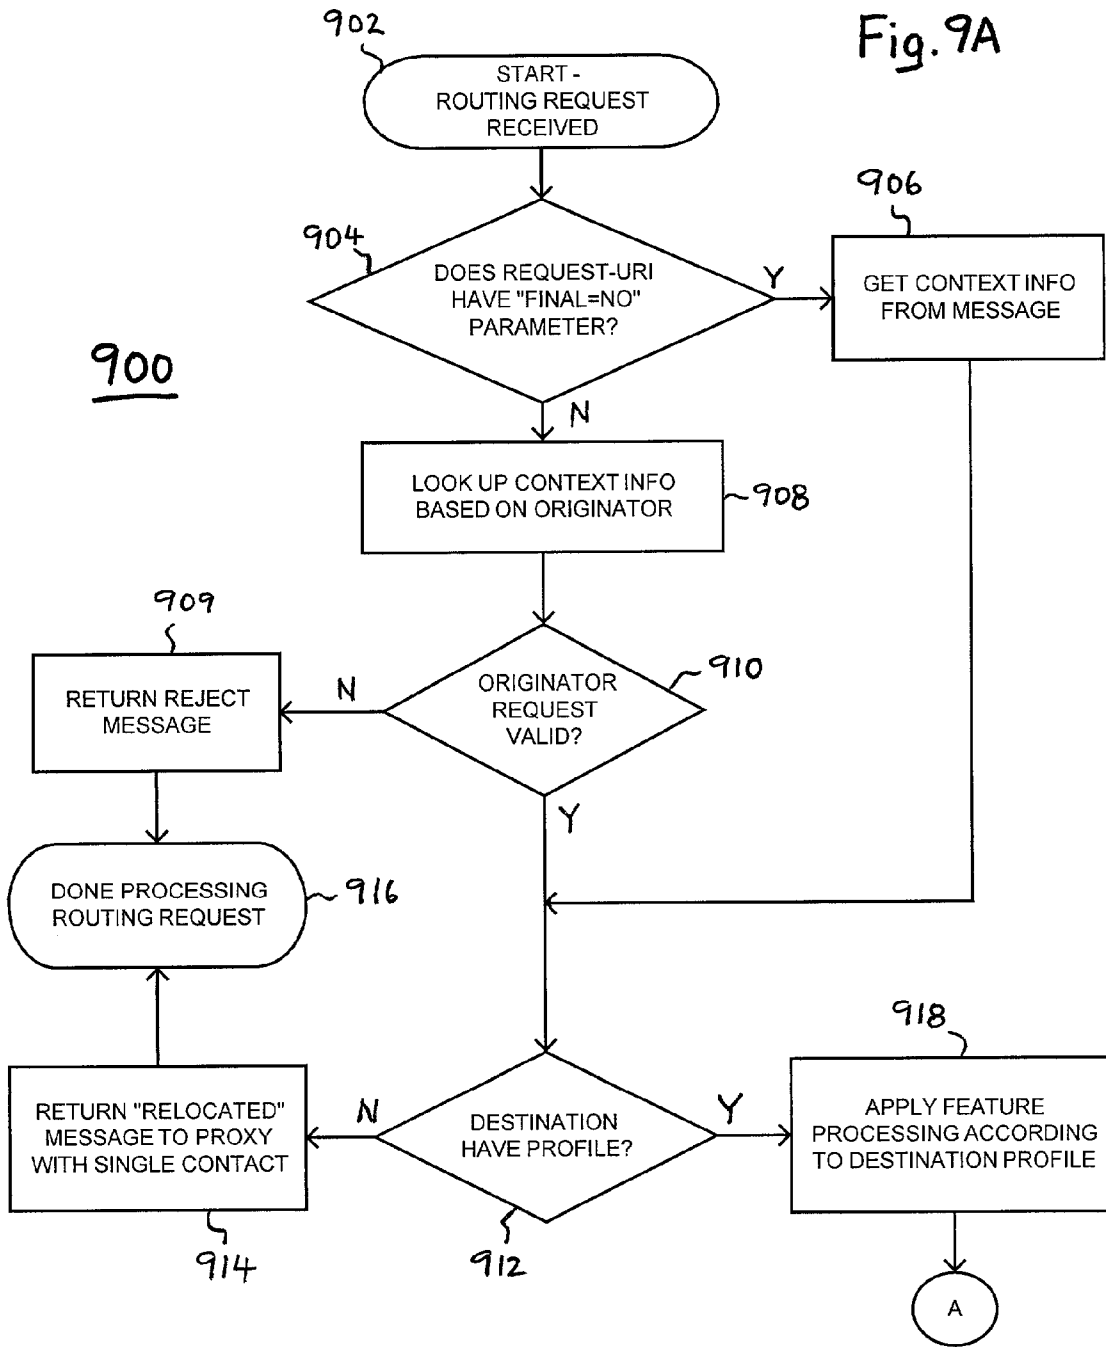 Fig. 9A
902
START -
ROUTING REQUEST
RECEIVED
904
DOES REQUEST-URI
HAVE "FINAL=NO"
PARAMETER?
Y
906
GET CONTEXT INFO
FROM MESSAGE
900
N
LOOK UP CONTEXT INFO
BASED ON ORIGINATOR
908
909
RETURN REJECT
MESSAGE
N
ORIGINATOR
REQUEST
VALID?
910
Y
DONE PROCESSING
ROUTING REQUEST
916
918
RETURN "RELOCATED"
MESSAGE TO PROXY
WITH SINGLE CONTACT
914
N
DESTINATION
HAVE PROFILE?
912
Y
APPLY FEATURE
PROCESSING ACCORDING
TO DESTINATION PROFILE
A